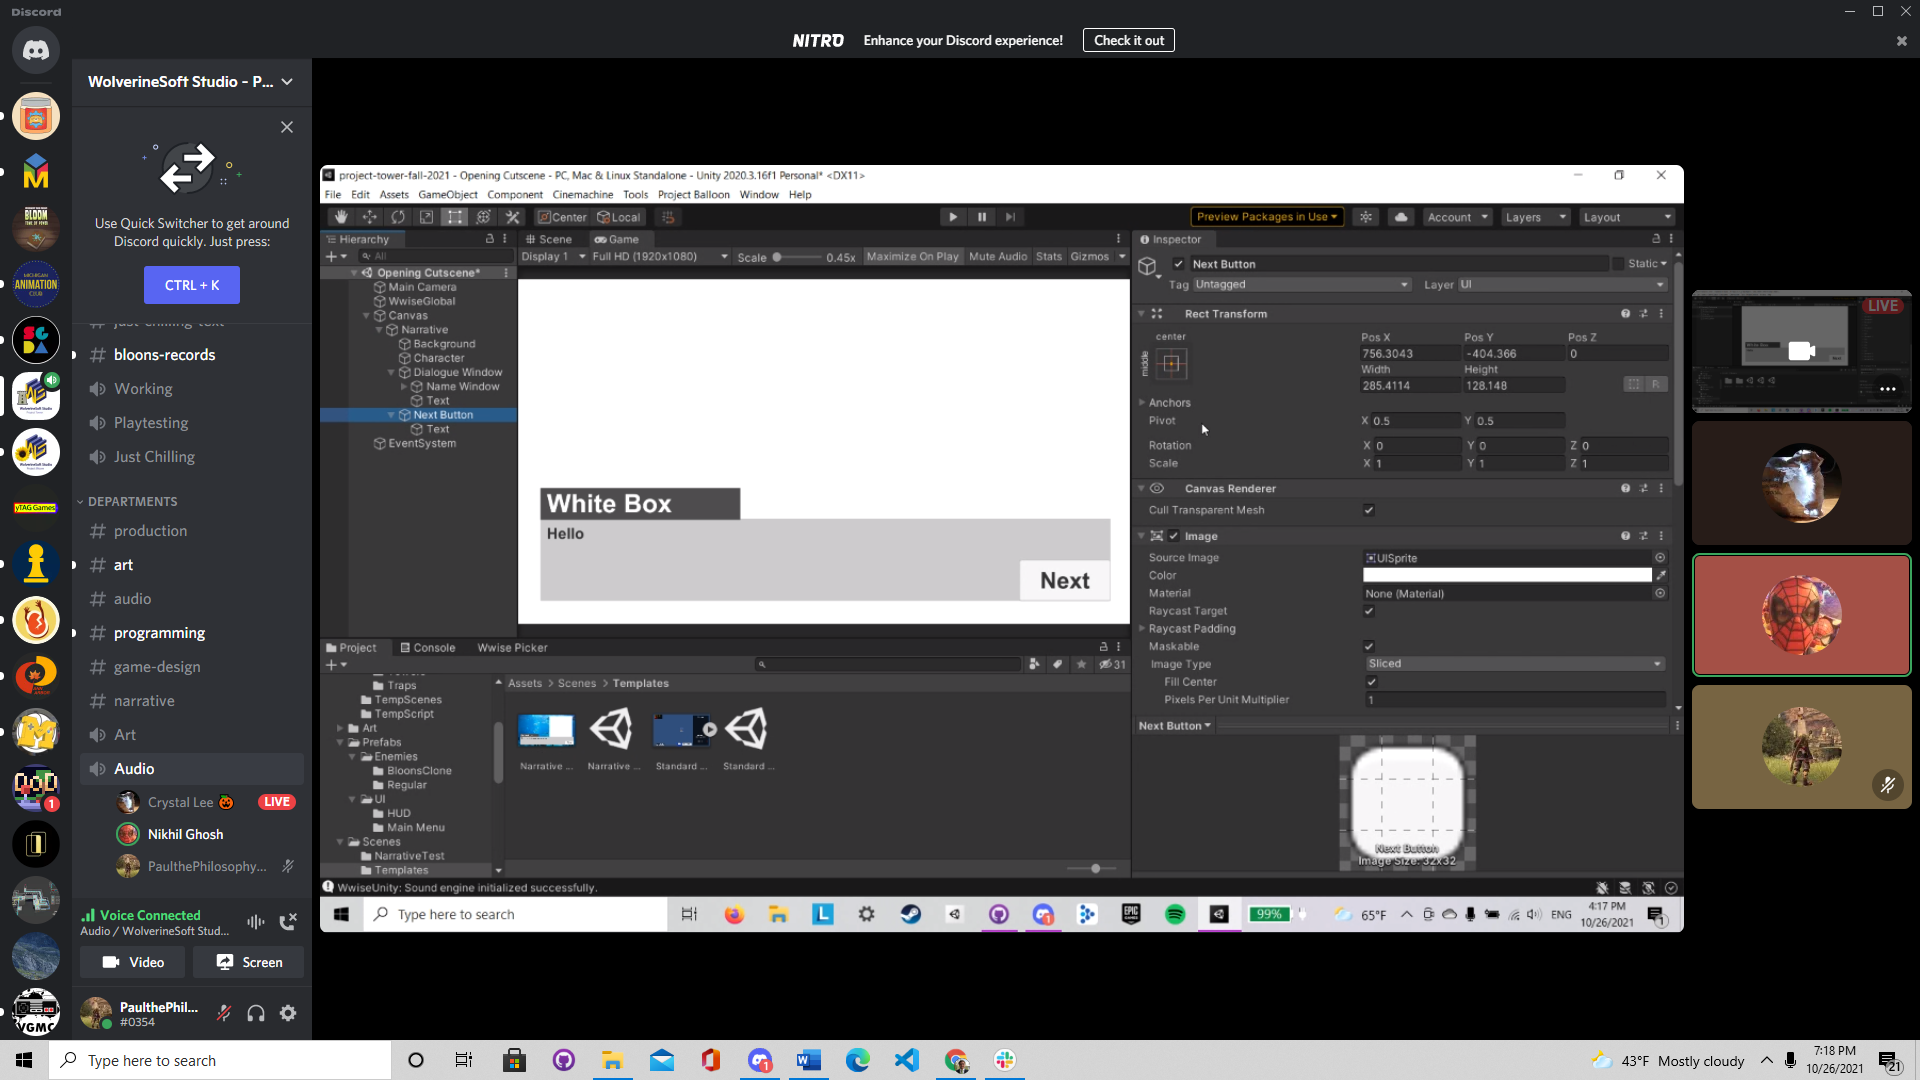 Discord
NITRO Enhance your Discord experience! Check it out
WolverineSoft Studio - P...
Use Quick Switcher to get around
Discord quickly. Just press:
CTRL + K
just-chilling-text
bloons-records
Working
Playtesting
Just Chilling
DEPARTMENTS
production
art
audio
programming
game-design
narrative
Art
Audio
Crystal Lee LIVE
Nikhil Ghosh
PaulthePhilosophy...
Voice Connected
Audio / WolverineSoft Stud...
Video Screen
PaulthePhil...
#0354
BLOOM
MICHIGAN
ANIMATION
CLUB
yTAG Games
VGMC
project-tower-fall-2021 - Opening Cutscene - PC, Mac & Linux Standalone - Unity 2020.3.16f1 Personal* <DX11>
File Edit Assets GameObject Component Cinemachine Tools Project Balloon Window Help
Center Local Preview Packages in Use Account Layers Layout
Hierarchy
All
Opening Cutscene*
Main Camera
WwiseGlobal
Canvas
Narrative
Background
Character
Dialogue Window
Name Window
Text
Next Button
Text
EventSystem
Scene Game
Display 1 Full HD (1920x1080) Scale 0.45x Maximize On Play Mute Audio Stats Gizmos
White Box
Hello
Next
Inspector
Next Button Static
Tag Untagged Layer UI
Rect Transform
center
middle
Pos X Pos Y Pos Z
756.3043 -404.366 0
Width Height
285.4114 128.148
R
Anchors
Pivot X 0.5 Y 0.5
Rotation X 0 Y 0 Z 0
Scale X 1 Y 1 Z 1
Canvas Renderer
Cull Transparent Mesh
Image
Source Image UISprite
Color
Material None (Material)
Raycast Target
Raycast Padding
Maskable
Image Type Sliced
Fill Center
Pixels Per Unit Multiplier 1
Next Button
Next Button
Image Size: 32x32
Project Console Wwise Picker
31
Traps
TempScenes
TempScript
Art
Prefabs
Enemies
BloonsClone
Regular
UI
HUD
Main Menu
Scenes
NarrativeTest
Templates
Assets > Scenes > Templates
Narrative ... Narrative ... Standard ... Standard ...
WwiseUnity: Sound engine initialized successfully.
Type here to search
99% 65°F ENG 4:17 PM
10/26/2021
LIVE
Type here to search
43°F Mostly cloudy 7:18 PM
10/26/2021
21